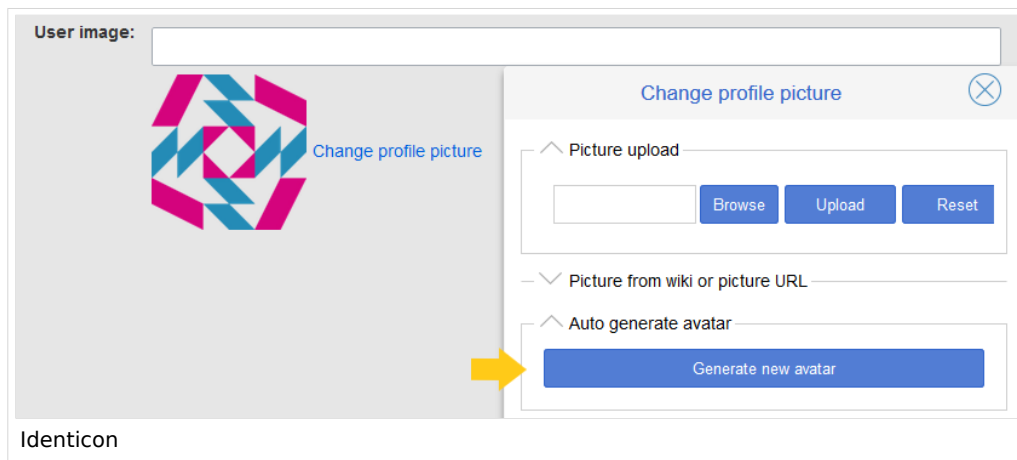 User image:
Change profile picture
Change profile picture
Picture upload
Browse Upload Reset
Picture from wiki or picture URL
Auto generate avatar
Generate new avatar
Identicon